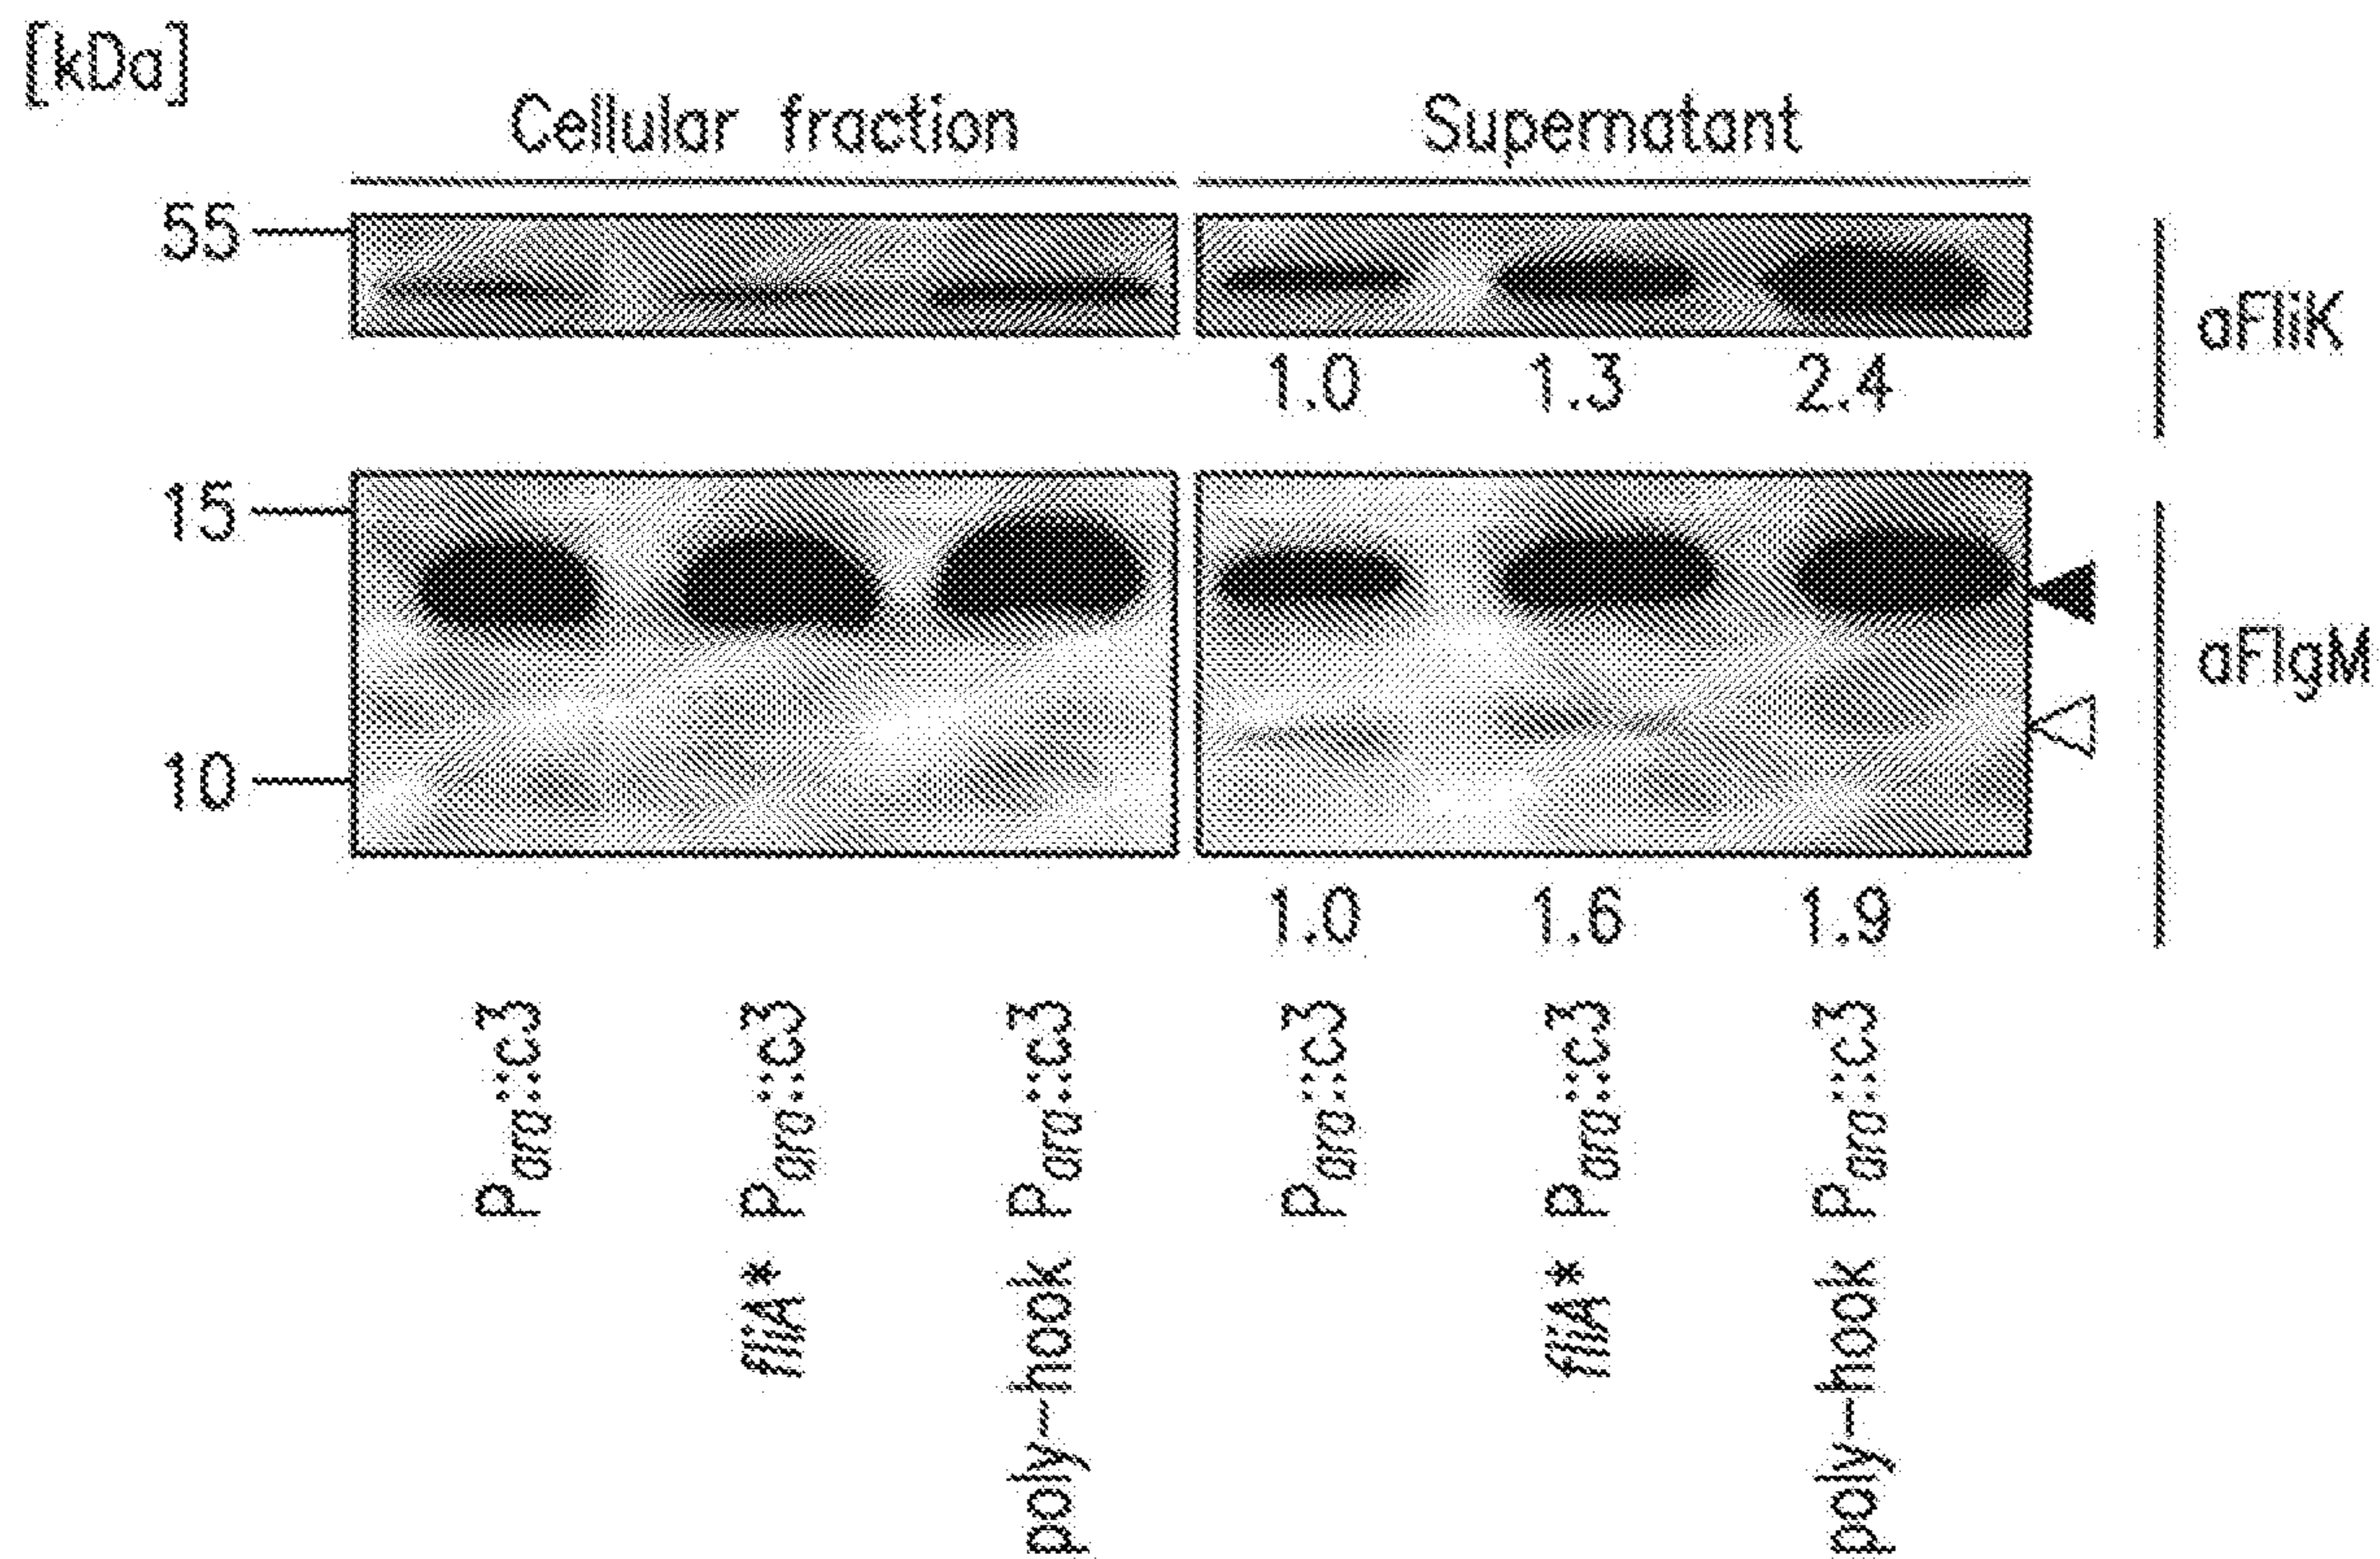 [kDa]
Cellular fraction Supernatant
55
aFliK
1.0 1.3 2.4
15
aFlgM
10
1.0 1.6 1.9
Para::c3
fliA* Para::c3
poly-hook Para::c3
Para::c3
fliA* Para::c3
poly-hook Para::c3